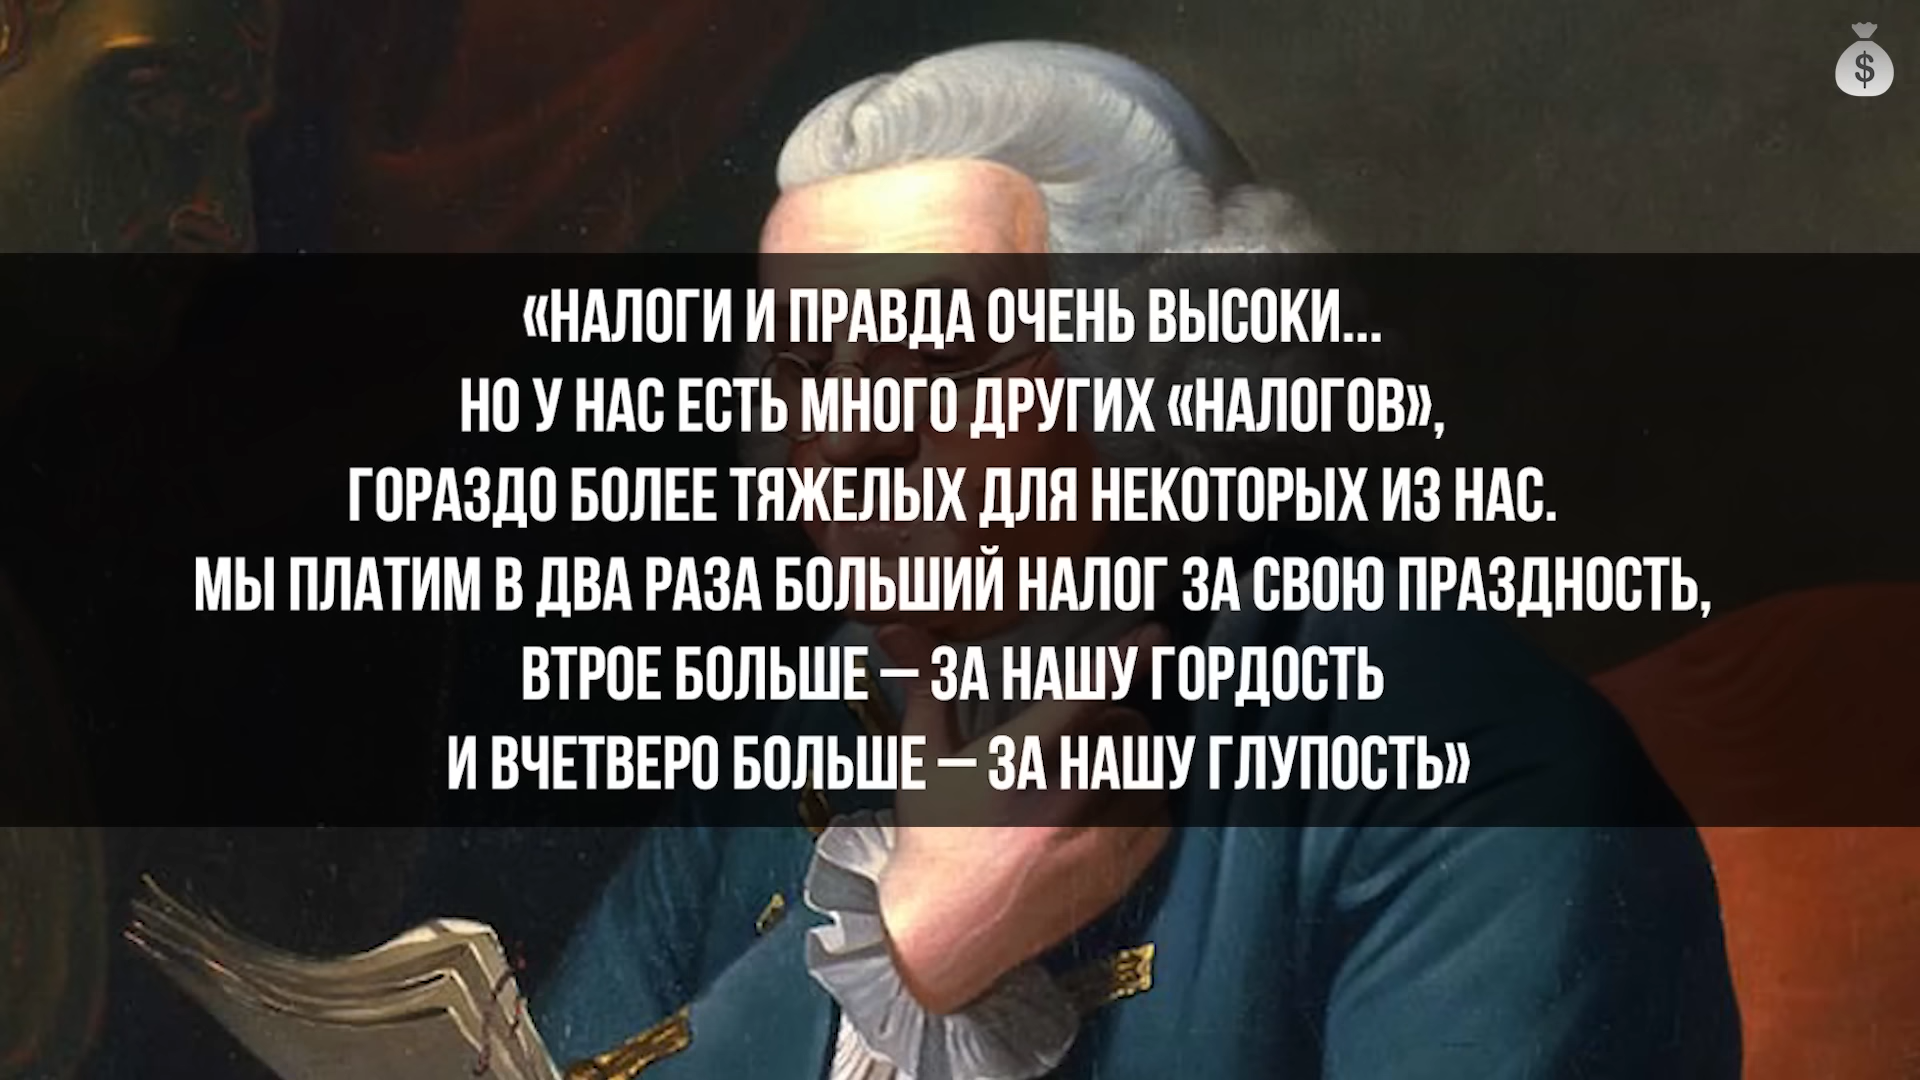 «НАЛОГИ И ПРАВДА ОЧЕНЬ ВЫСОКИ...
НО У НАС ЕСТЬ МНОГО ДРУГИХ «НАЛОГОВ»,
ГОРАЗДО БОЛЕЕ ТЯЖЕЛЫХ ДЛЯ НЕКОТОРЫХ ИЗ НАС.
МЫ ПЛАТИМ В ДВА РАЗА БОЛЬШИЙ НАЛОГ ЗА СВОЮ ПРАЗДНОСТЬ,
ВТРОЕ БОЛЬШЕ – ЗА НАШУ ГОРДОСТЬ
И ВЧЕТВЕРО БОЛЬШЕ – ЗА НАШУ ГЛУПОСТЬ»
$